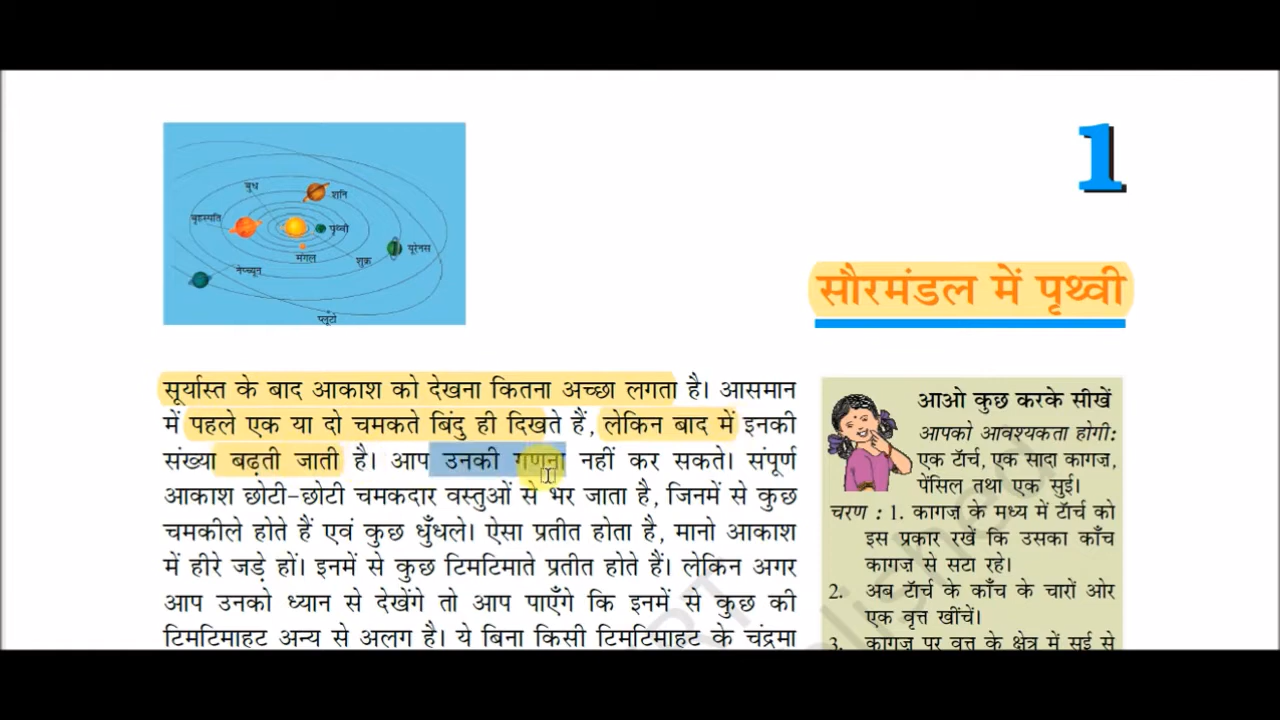 1
बुध
शनि
बृहस्पति
पृथ्वी
यूरेनस
मंगल
शुक्र
नेप्च्यून
प्लूटो
सौरमंडल में पृथ्वी
सूर्यास्त के बाद आकाश को देखना कितना अच्छा लगता है। आसमान
में पहले एक या दो चमकते बिंदु ही दिखते हैं, लेकिन बाद में इनकी
संख्या बढ़ती जाती है। आप उनकी गणना नहीं कर सकते। संपूर्ण
आकाश छोटी-छोटी चमकदार वस्तुओं से भर जाता है, जिनमें से कुछ
चमकीले होते हैं एवं कुछ धुँधले। ऐसा प्रतीत होता है, मानो आकाश
में हीरे जड़े हों। इनमें से कुछ टिमटिमाते प्रतीत होते हैं। लेकिन अगर
आप उनको ध्यान से देखेंगे तो आप पाएँगे कि इनमें से कुछ की
टिमटिमाहट अन्य से अलग है। ये बिना किसी टिमटिमाहट के चंद्रमा
आओ कुछ करके सीखें
आपको आवश्यकता होगी:
एक टॉर्च, एक सादा कागज़,
पेंसिल तथा एक सुई।
चरण : 1. कागज़ के मध्य में टॉर्च को
इस प्रकार रखें कि उसका काँच
कागज़ से सटा रहे।
2. अब टॉर्च के काँच के चारों ओर
एक वृत्त खींचें।
3. कागज़ पर वृत्त के क्षेत्र में सुई से